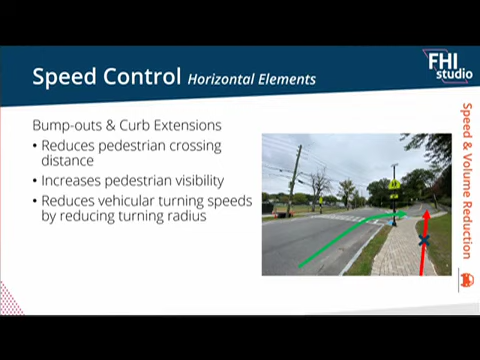 Speed Control Horizontal Elements
FHI
studio
Bump-outs & Curb Extensions
• Reduces pedestrian crossing
distance
• Increases pedestrian visibility
• Reduces vehicular turning speeds
by reducing turning radius
Speed & Volume Reduction